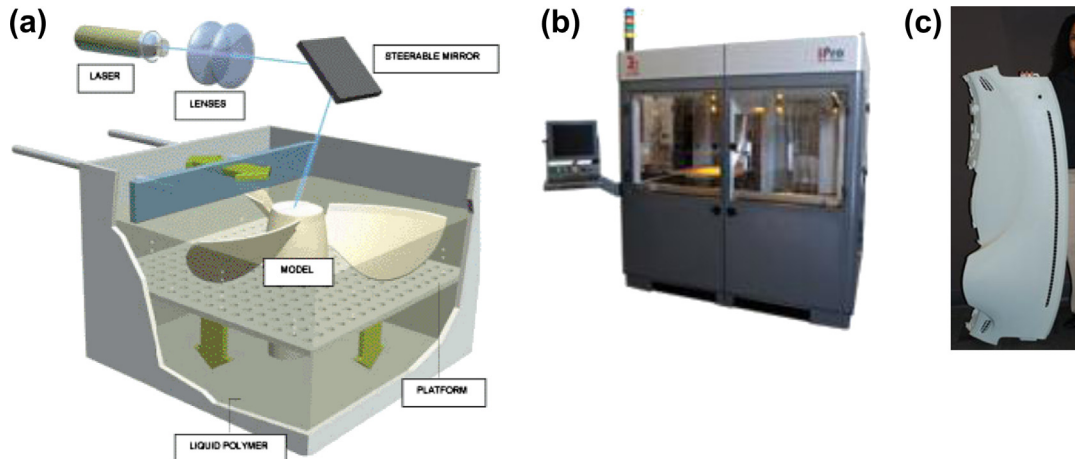 (a)
LASER
LENSES
STEERABLE MIRROR
MODEL
PLATFORM
LIQUID POLYMER
(b)
iPro
(c)